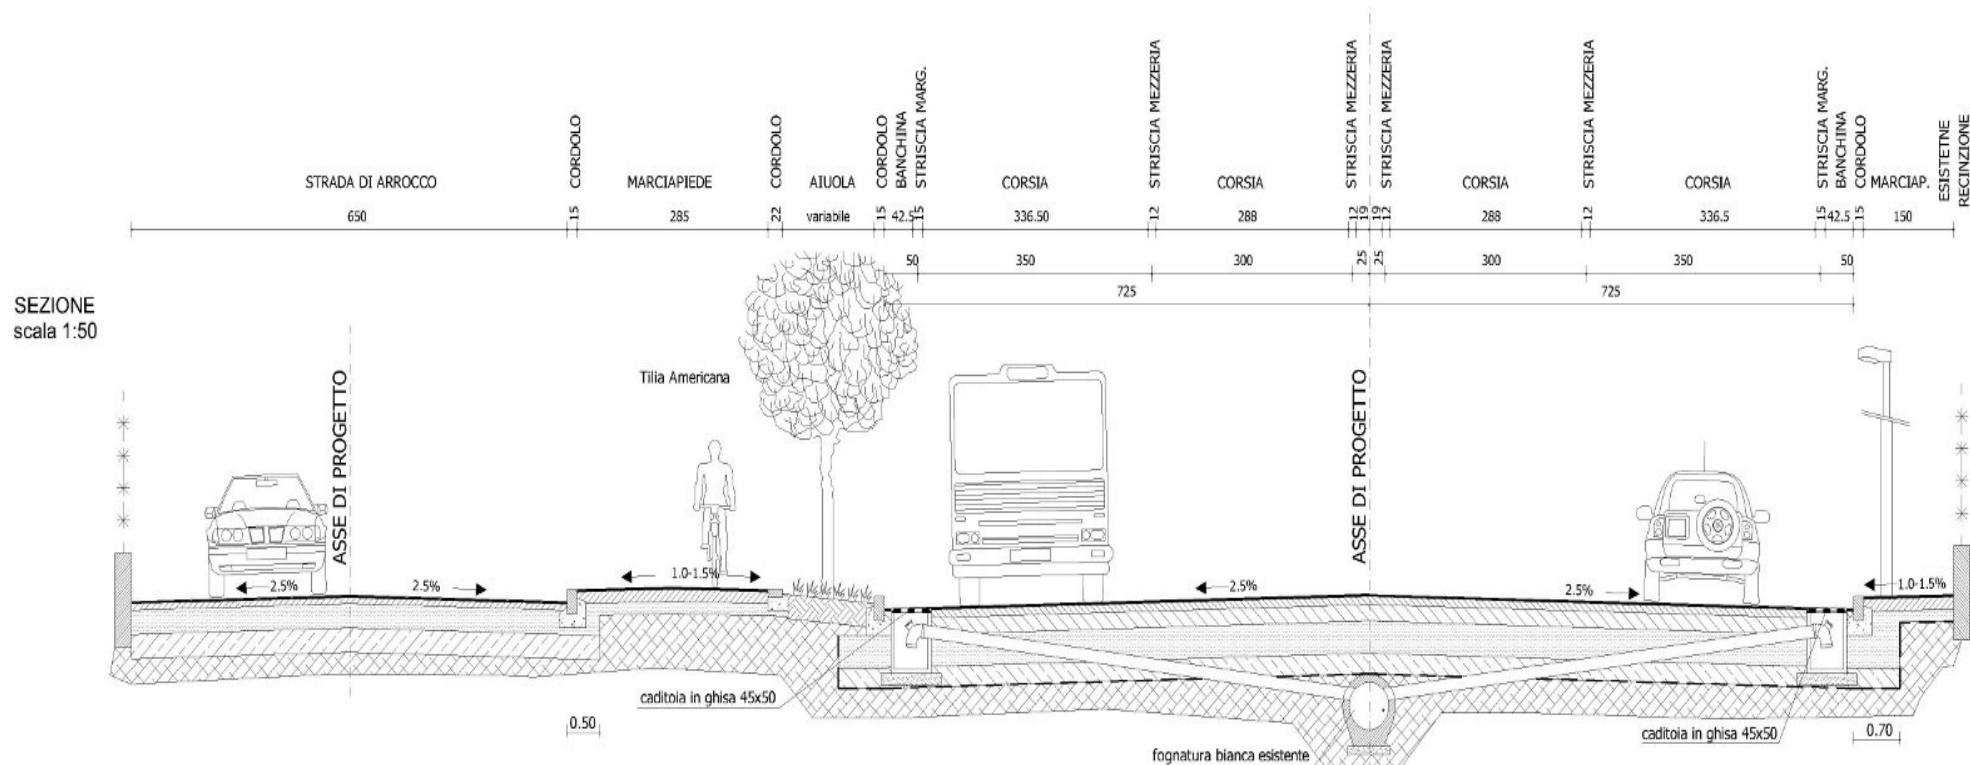 CORDOLO
CORDOLO
CORDOLO
BANCHINA
STRISCIA MARG.
STRISCIA MEZZERIA
STRISCIA MEZZERIA
STRISCIA MEZZERIA
STRISCIA MEZZERIA
STRISCIA MARG.
BANCHINA
CORDOLO
ESISTETNE
RECINZIONE
STRADA DI ARROCCO MARCIAPIEDE AIUOLA CORSIA CORSIA CORSIA CORSIA MARCIAP.
650 15 285 22 variabile 15 42.5 15 336.50 12 288 12 19 19 12 288 12 336.5 15 42.5 15 150
50 350 300 25 25 300 350 50
725 725
SEZIONE
scala 1:50
Tilia Americana
ASSE DI PROGETTO
ASSE DI PROGETTO
2.5% 2.5% 1.0-1.5% 2.5% 2.5% 1.0-1.5%
caditoia in ghisa 45x50
0.50
fognatura bianca esistente
caditoia in ghisa 45x50
0.70